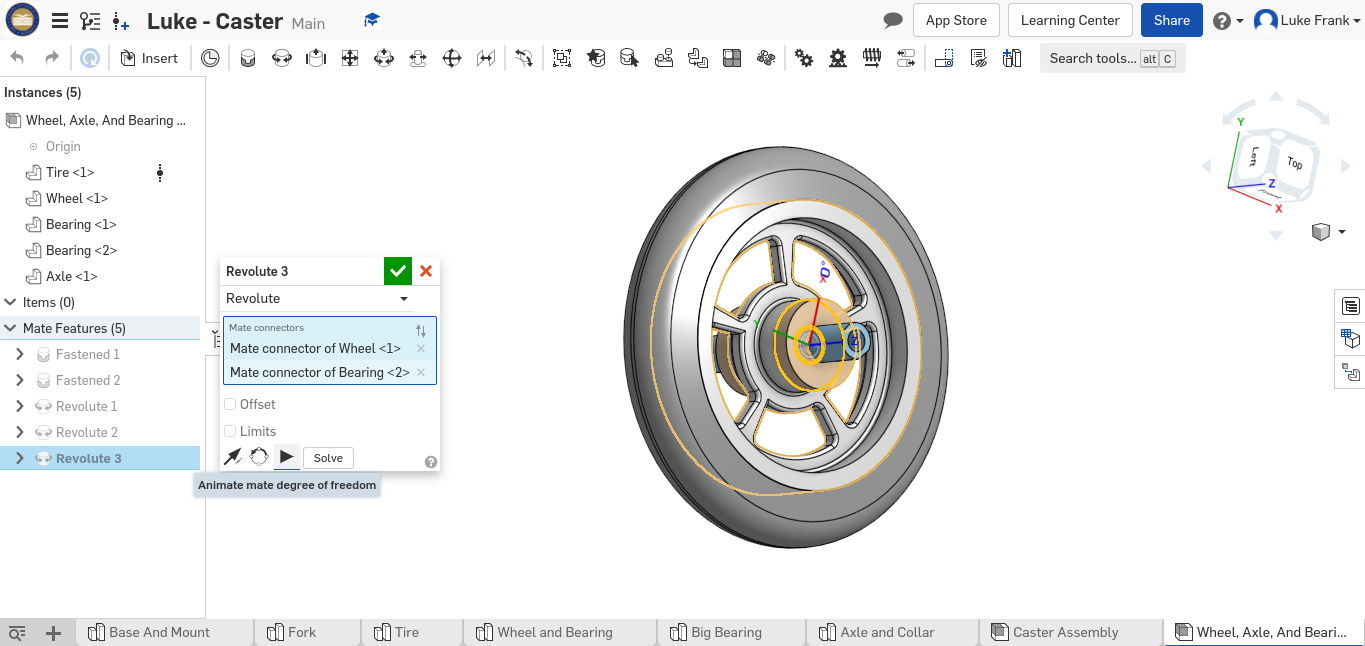 Luke - Caster Main
App Store
Learning Center
Share
Luke Frank
Insert
Search tools... alt C
Instances (5)
Wheel, Axle, And Bearing ...
Origin
Tire <1>
Wheel <1>
Bearing <1>
Bearing <2>
Axle <1>
Items (0)
Mate Features (5)
Fastened 1
Fastened 2
Revolute 1
Revolute 2
Revolute 3
Revolute 3
Revolute
Mate connectors
Mate connector of Wheel <1>
Mate connector of Bearing <2>
Offset
Limits
Solve
Animate mate degree of freedom
0°
X
Y
Z
Y
Left
Top
Z
X
Base And Mount
Fork
Tire
Wheel and Bearing
Big Bearing
Axle and Collar
Caster Assembly
Wheel, Axle, And Beari...